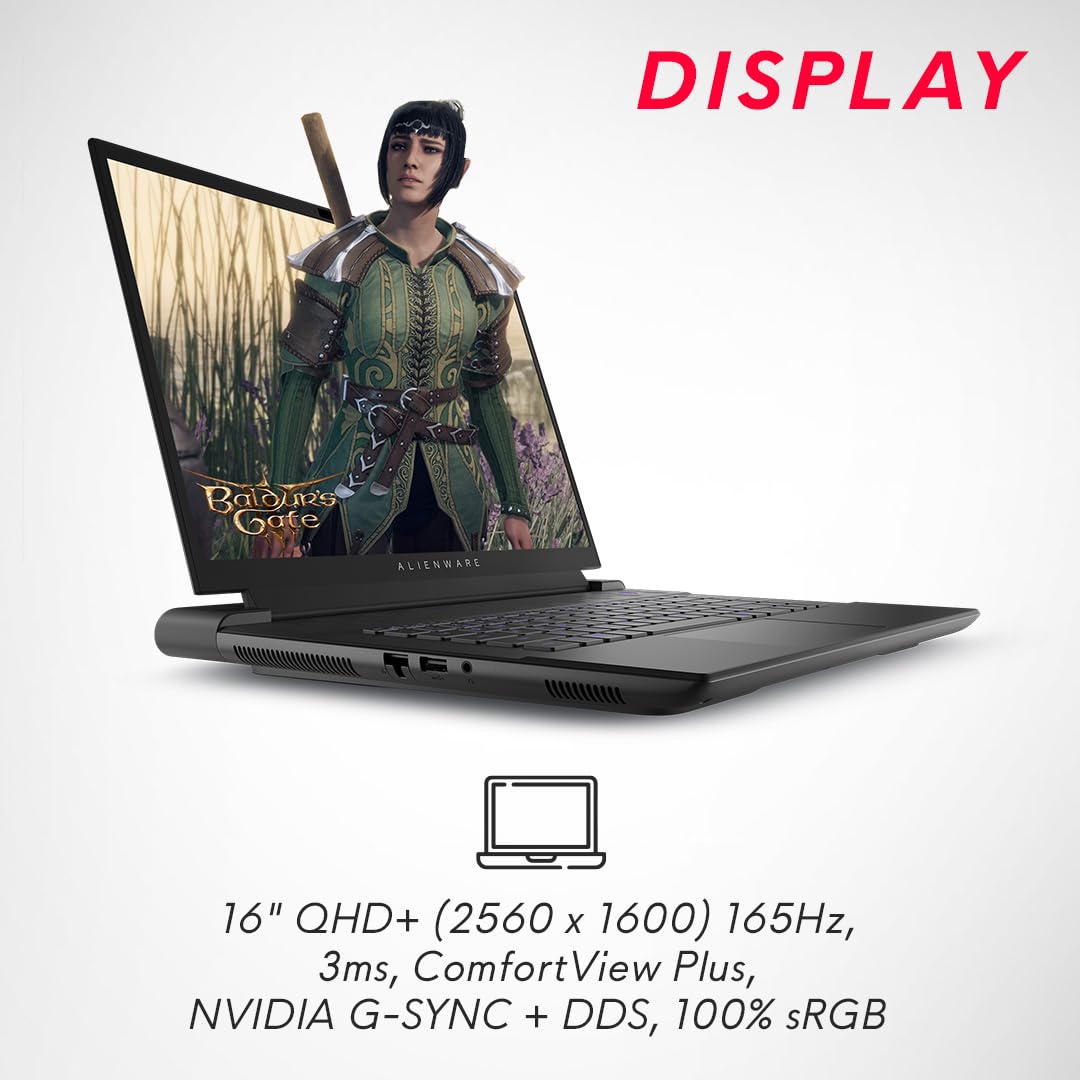 DISPLAY
Baldur's
Gate
ALIENWARE
16" QHD+ (2560 x 1600) 165Hz,
3ms, ComfortView Plus,
NVIDIA G-SYNC + DDS, 100% sRGB